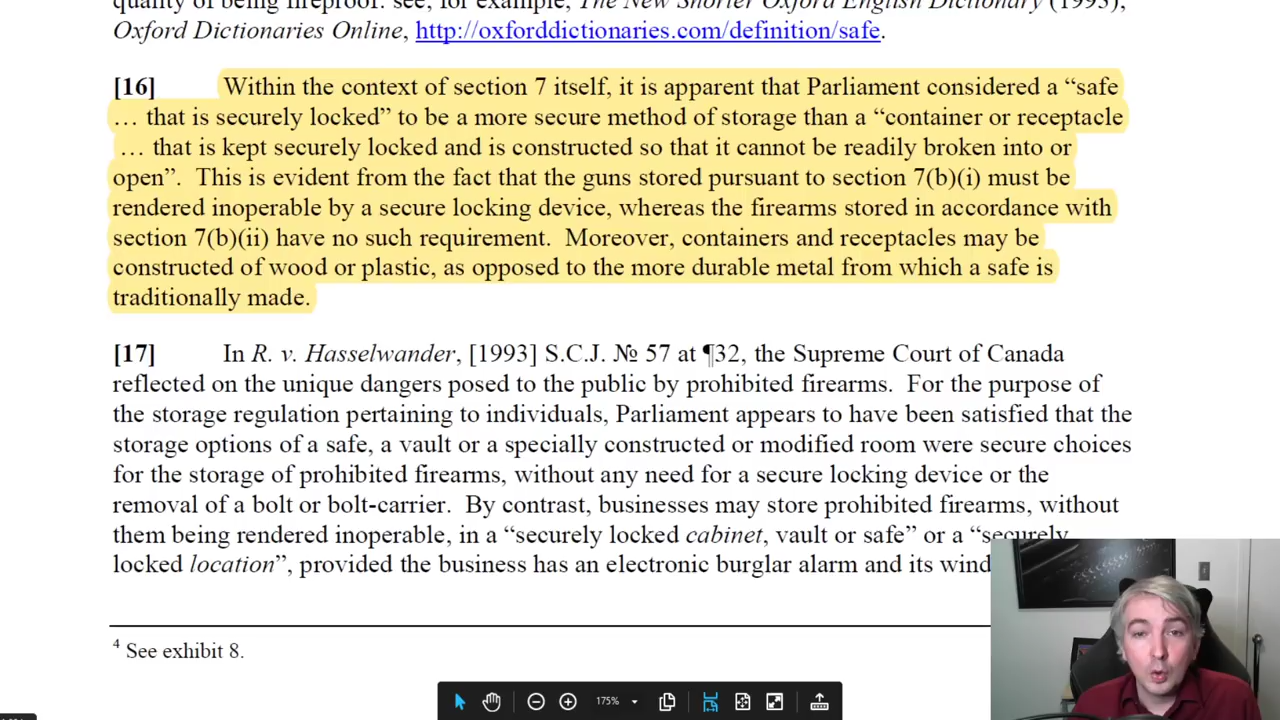 quality of being fireproof: see, for example, The New Shorter Oxford English Dictionary (1993),
Oxford Dictionaries Online, http://oxforddictionaries.com/definition/safe.
[16] Within the context of section 7 itself, it is apparent that Parliament considered a “safe
… that is securely locked” to be a more secure method of storage than a “container or receptacle
… that is kept securely locked and is constructed so that it cannot be readily broken into or
open”. This is evident from the fact that the guns stored pursuant to section 7(b)(i) must be
rendered inoperable by a secure locking device, whereas the firearms stored in accordance with
section 7(b)(ii) have no such requirement. Moreover, containers and receptacles may be
constructed of wood or plastic, as opposed to the more durable metal from which a safe is
traditionally made.
[17] In R. v. Hasselwander, [1993] S.C.J. № 57 at ¶32, the Supreme Court of Canada
reflected on the unique dangers posed to the public by prohibited firearms. For the purpose of
the storage regulation pertaining to individuals, Parliament appears to have been satisfied that the
storage options of a safe, a vault or a specially constructed or modified room were secure choices
for the storage of prohibited firearms, without any need for a secure locking device or the
removal of a bolt or bolt-carrier. By contrast, businesses may store prohibited firearms, without
them being rendered inoperable, in a “securely locked cabinet, vault or safe” or a “securely
locked location”, provided the business has an electronic burglar alarm and its wind
4 See exhibit 8.
175%